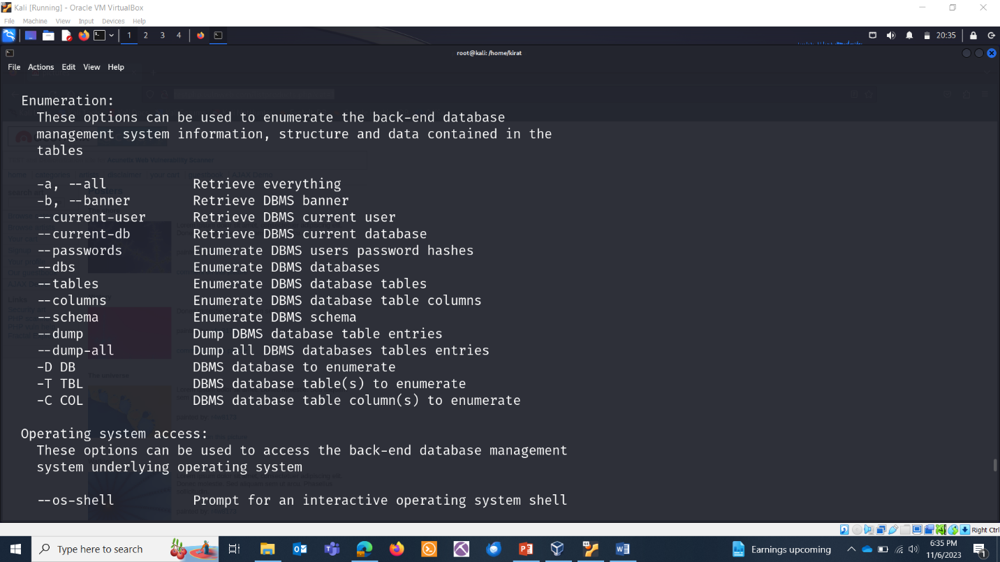 Kali [Running] - Oracle VM VirtualBox
File Machine View Input Devices Help
1 2 3 4 20:35
root@kali: /home/kirat
File Actions Edit View Help
Enumeration:
These options can be used to enumerate the back-end database
management system information, structure and data contained in the
tables
-a, --all Retrieve everything
-b, --banner Retrieve DBMS banner
--current-user Retrieve DBMS current user
--current-db Retrieve DBMS current database
--passwords Enumerate DBMS users password hashes
--dbs Enumerate DBMS databases
--tables Enumerate DBMS database tables
--columns Enumerate DBMS database table columns
--schema Enumerate DBMS schema
--dump Dump DBMS database table entries
--dump-all Dump all DBMS databases tables entries
-D DB DBMS database to enumerate
-T TBL DBMS database table(s) to enumerate
-C COL DBMS database table column(s) to enumerate
Operating system access:
These options can be used to access the back-end database management
system underlying operating system
--os-shell Prompt for an interactive operating system shell
Right Ctrl
Type here to search Earnings upcoming 6:35 PM
11/6/2023 1